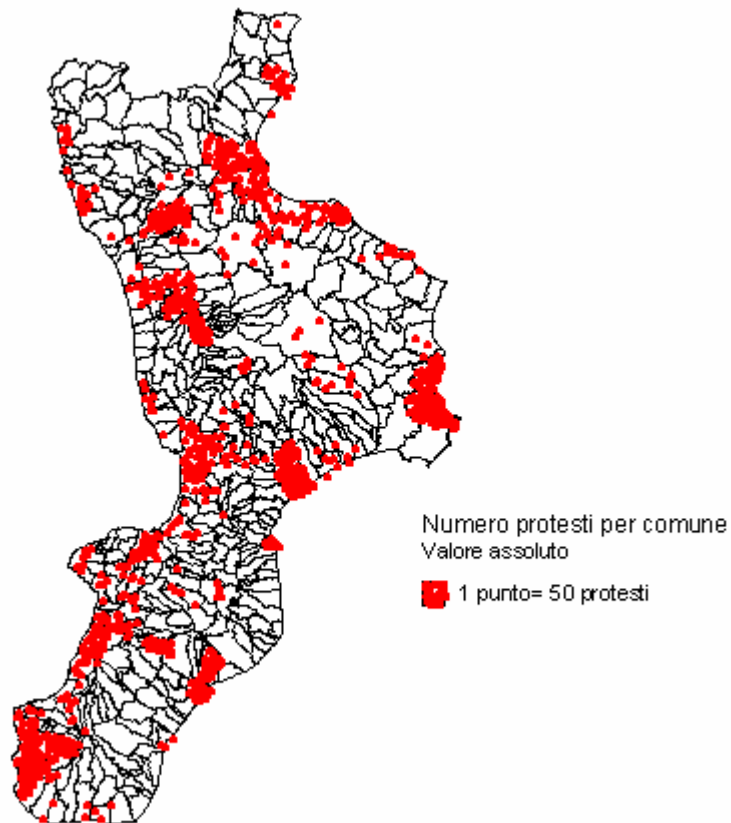 Numero protesti per comune
Valore assoluto
1 punto= 50 protesti